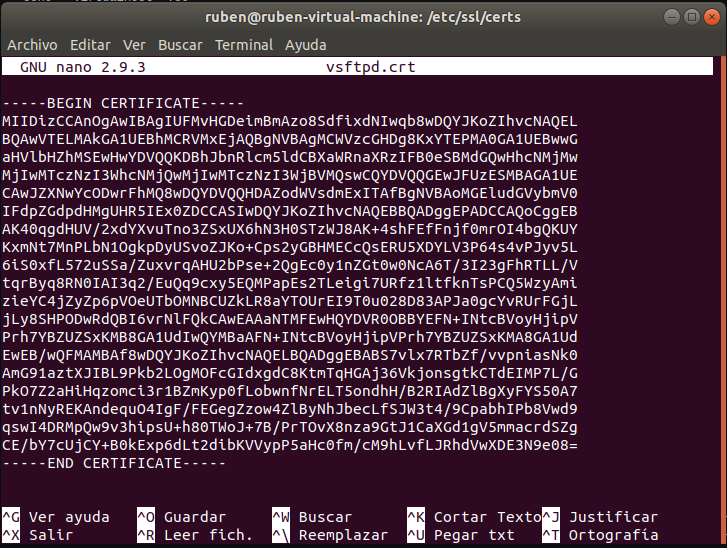 ruben@ruben-virtual-machine: /etc/ssl/certs
Archivo Editar Ver Buscar Terminal Ayuda
GNU nano 2.9.3 vsftpd.crt
-----BEGIN CERTIFICATE-----
MIIDizCCAnOgAwIBAgIUFMvHGDeimBmAzo8SdfixdNIwqb8wDQYJKoZIhvcNAQEL
BQAwVTELMAkGA1UEBhMCRVMxEjAQBgNVBAgMCWVzcGHDg8KxYTEPMA0GA1UEBwwG
aHVlbHZhMSEwHwYDVQQKDBhJbnRlcm5ldCBXaWRnaXRzIFB0eSBMdGQwHhcNMjMw
MjIwMTczNzI3WhcNMjQwMjIwMTczNzI3WjBVMQswCQYDVQQGEwJFUzESMBAGA1UE
CAwJZXNwYcODwrFhMQ8wDQYDVQQHDAZodWVsdmExITAfBgNVBAoMGEludGVybmV0
IFdpZGdpdHMgUHR5IEx0ZDCCASIwDQYJKoZIhvcNAQEBBQADggEPADCCAQoCggEB
AK40qgdHUV/2xdYXvuTno3ZSxUX6hN3H0STzWJ8AK+4shFEfFnjf0mrOI4bgQKUY
KxmNt7MnPLbN1OgkpDyUSvoZJKo+Cps2yGBHMECcQsERU5XDYLV3P64s4vPJyv5L
6iS0xfL572uSSa/ZuxvrqAHU2bPse+2QgEc0y1nZGt0w0NcA6T/3I23gFhRTLL/V
tqrByq8RN0IAI3q2/EuQq9cxy5EQMPapEs2TLeigi7URfz1ltfknTsPCQ5WzyAmi
zieYC4jZyZp6pVOeUTbOMNBCUZkLR8aYTOUrEI9T0u028D83APJa0gcYvRUrFGjL
jLy8SHPODwRdQBI6vrNlFQkCAwEAAaNTMFEwHQYDVR0OBBYEFN+INtcBVoyHjipV
Prh7YBZUZSxKMB8GA1UdIwQYMBaAFN+INtcBVoyHjipVPrh7YBZUZSxKMA8GA1Ud
EwEB/wQFMAMBAf8wDQYJKoZIhvcNAQELBQADggEBABS7vlx7RTbZf/vvpniasNk0
AmG91aztXJIBL9Pkb2LOgMOFcGIdxgdC8KtmTqHGAj36VkjonsgtkCTdEIMP7L/G
PkO7Z2aHiHqzomci3r1BZmKyp0fLobwnfNrELT5ondhH/B2RIAdZlBgXyFYS50A7
tv1nNyREKAndequO4IgF/FEGegZzow4ZlByNhJbecLfSJW3t4/9CpabhIPb8Vwd9
qswI4DRMpQw9v3hipsU+h80TWoJ+7B/PrTOvX8nza9GtJ1CaXGd1gV5mmacrdSZg
CE/bY7cUjCY+B0kExp6dLt2dibKVVypP5aHc0fm/cM9hLvfLJRhdVwXDE3N9e08=
-----END CERTIFICATE-----
^G Ver ayuda ^O Guardar ^W Buscar ^K Cortar Texto ^J Justificar
^X Salir ^R Leer fich. ^\ Reemplazar ^U Pegar txt ^T Ortografía